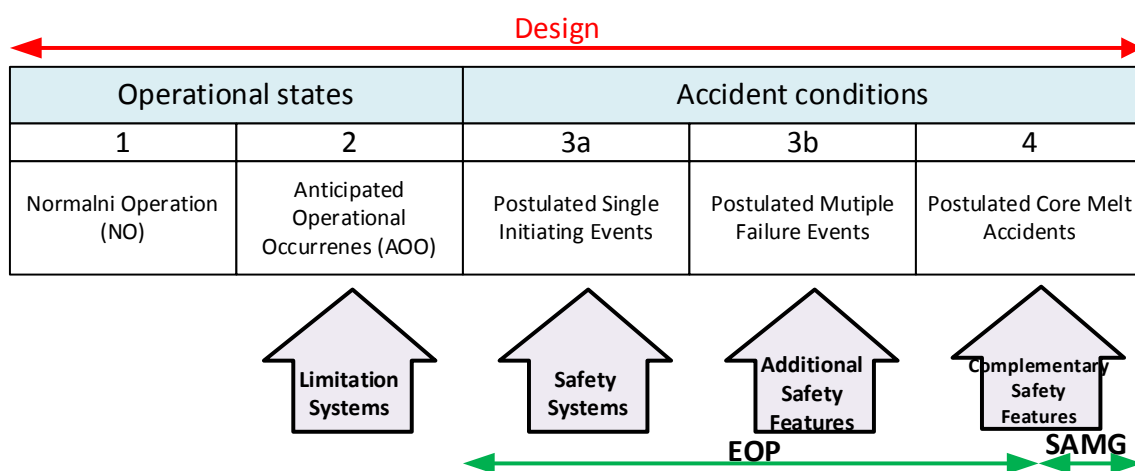 Design
Operational states
Accident conditions
1
2
3a
3b
4
Normalni Operation
(NO)
Anticipated
Operational
Occurrenes (AOO)
Postulated Single
Initiating Events
Postulated Mutiple
Failure Events
Postulated Core Melt
Accidents
Limitation
Systems
Safety
Systems
Additional
Safety
Features
Complementary
Safety
Features
EOP
SAMG